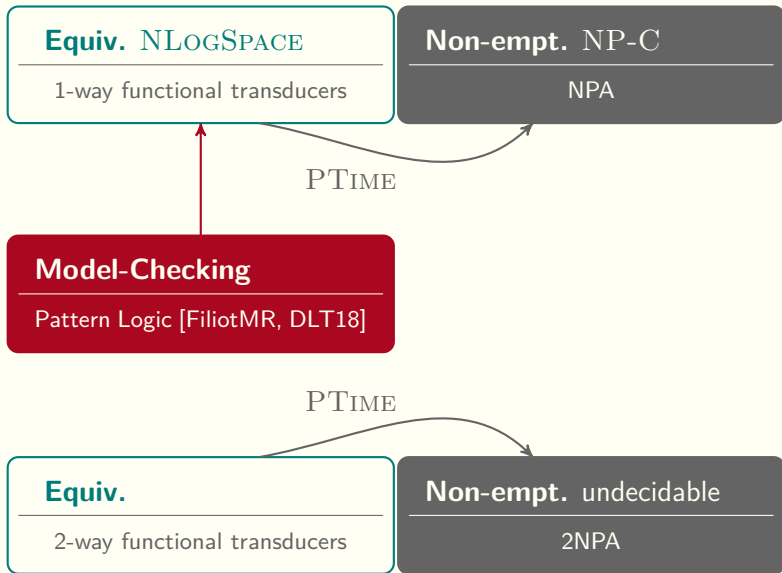 Equiv. NLOGSPACE
1-way functional transducers
Non-empt. NP-C
NPA
PTIME
Model-Checking
Pattern Logic [FiliotMR, DLT18]
PTIME
Equiv.
2-way functional transducers
Non-empt. undecidable
2NPA